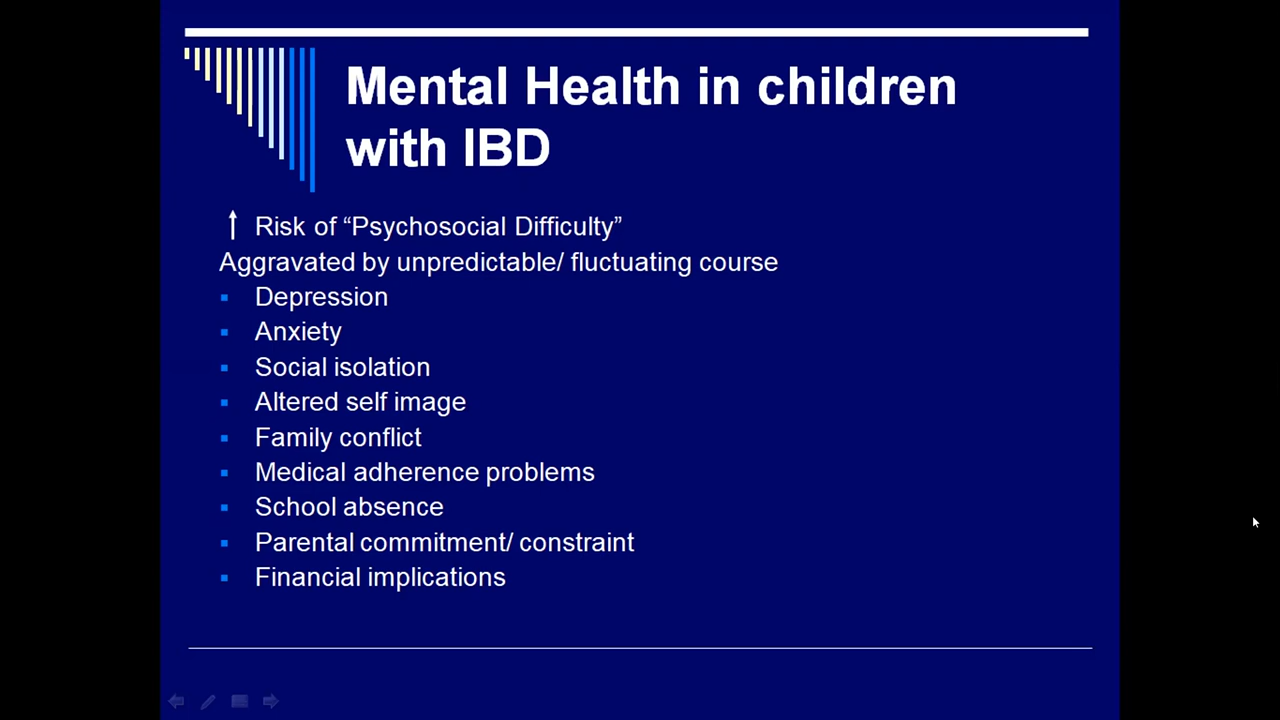 Mental Health in children
with IBD
↑ Risk of “Psychosocial Difficulty”
Aggravated by unpredictable/ fluctuating course
▪ Depression
▪ Anxiety
▪ Social isolation
▪ Altered self image
▪ Family conflict
▪ Medical adherence problems
▪ School absence
▪ Parental commitment/ constraint
▪ Financial implications